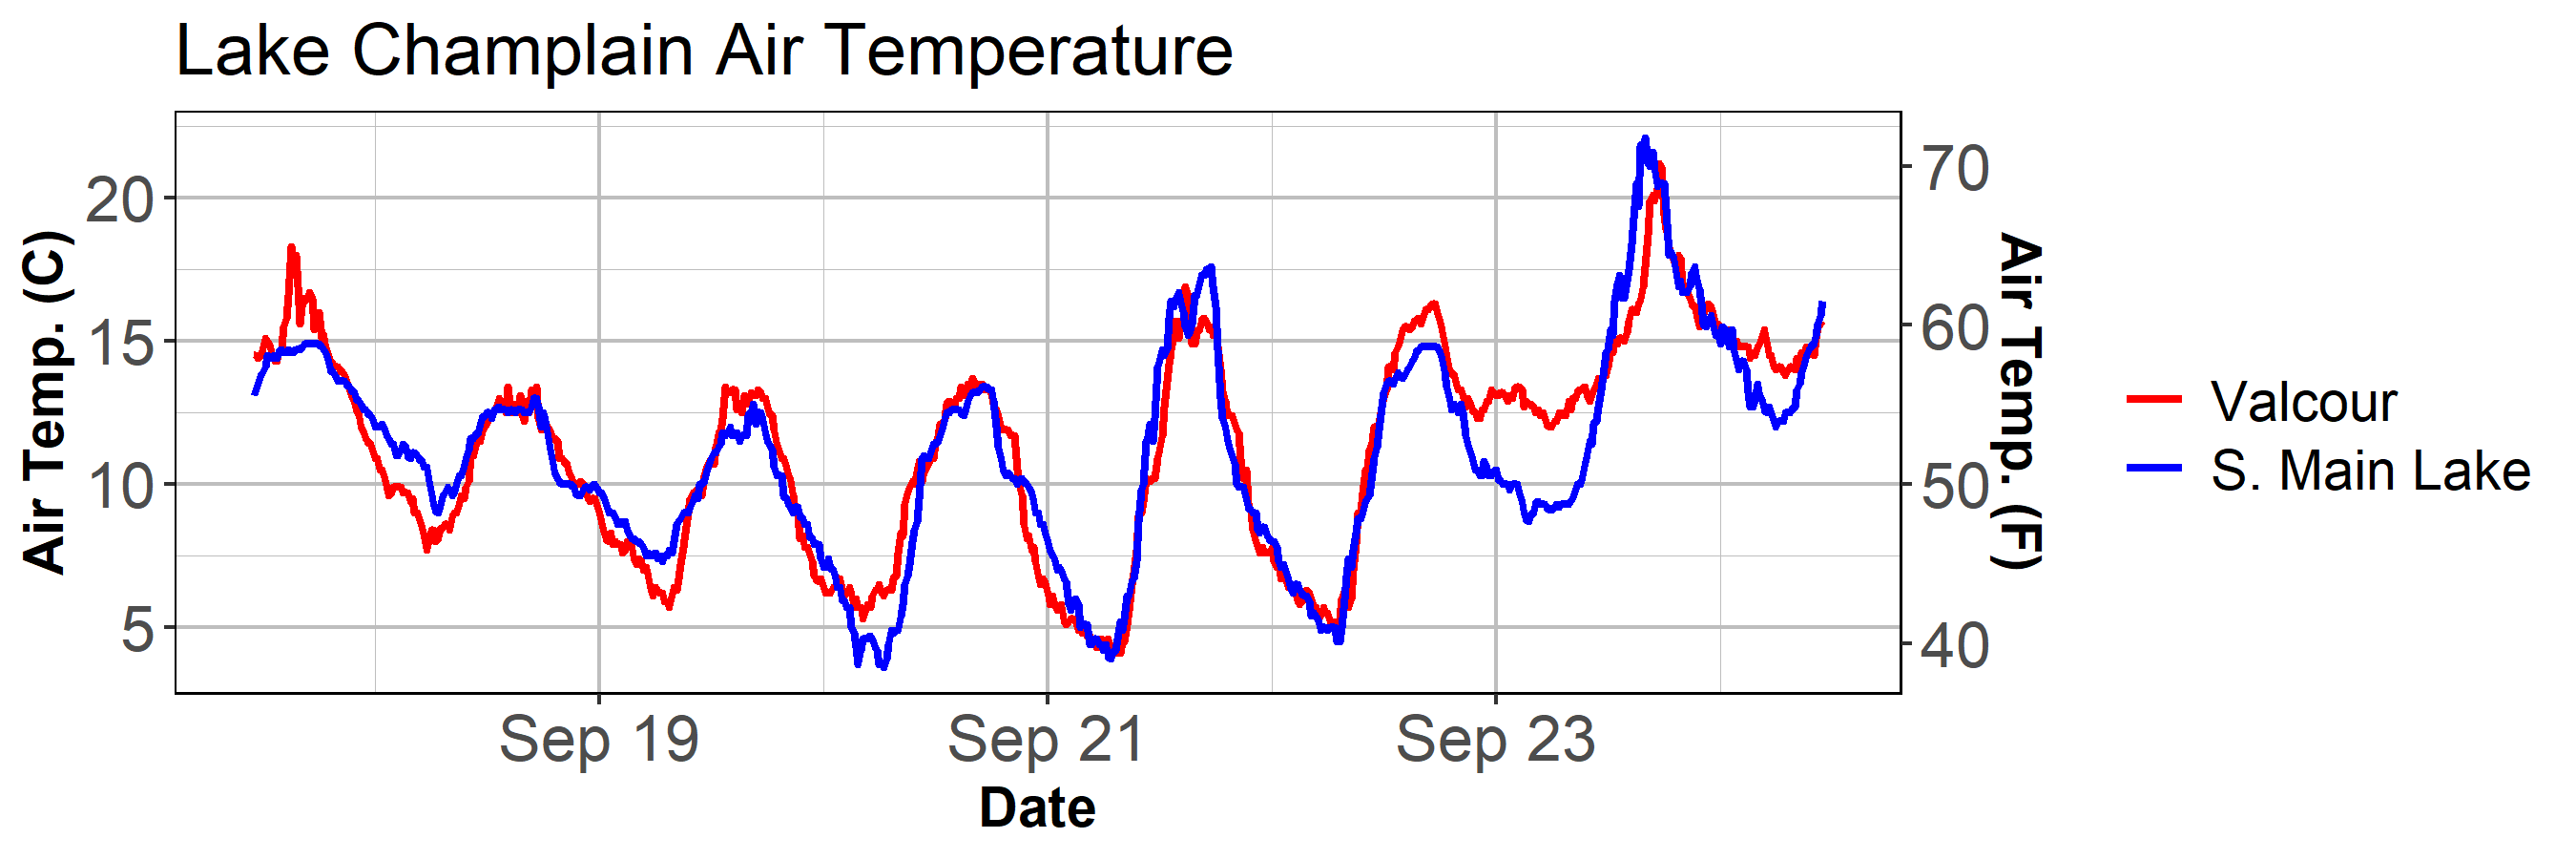 Lake Champlain Air Temperature
Air Temp. (C)
20
15
10
5
70
60
50
40
Air Temp. (F)
Sep 19
Sep 21
Sep 23
Date
Valcour
S. Main Lake